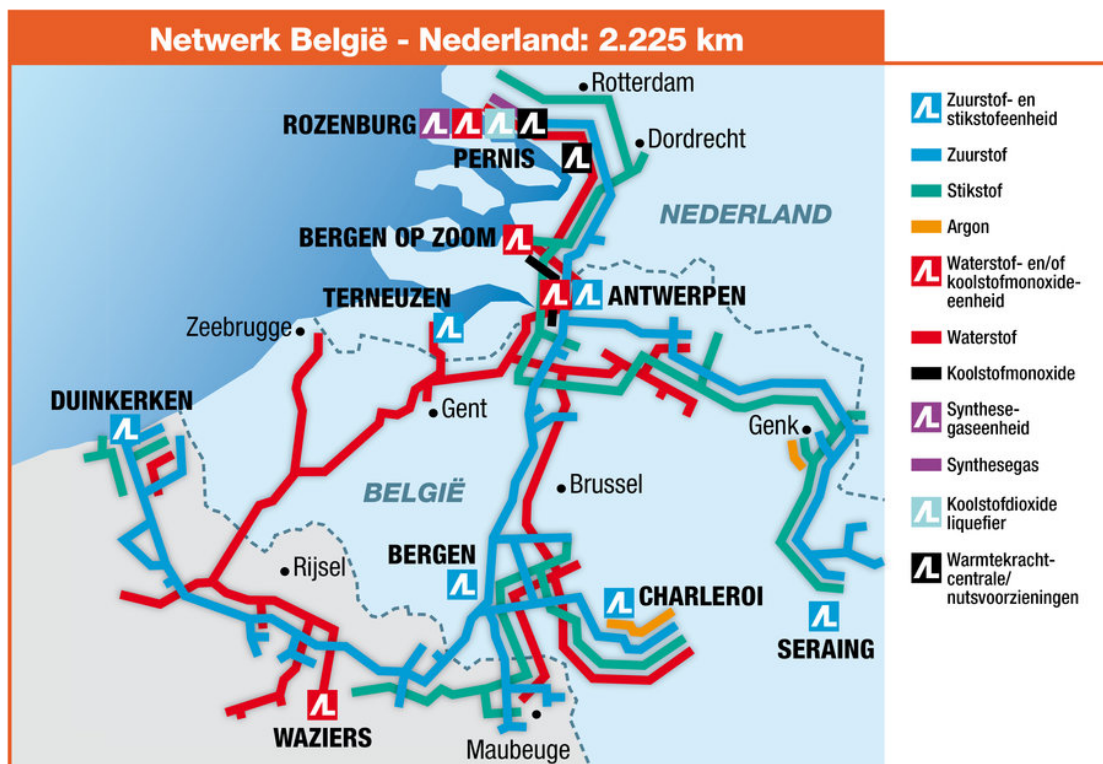 Netwerk België - Nederland: 2.225 km
Rotterdam
ROZENBURG
Dordrecht
PERNIS
NEDERLAND
BERGEN OP ZOOM
TERNEUZEN
ANTWERPEN
Zeebrugge
DUINKERKEN
Gent
Genk
BELGIË
Brussel
BERGEN
Rijsel
CHARLEROI
SERAING
WAZIERS
Maubeuge
Zuurstof- en
stikstofeenheid
Zuurstof
Stikstof
Argon
Waterstof- en/of
koolstofmonoxide-
eenheid
Waterstof
Koolstofmonoxide
Synthese-
gaseenheid
Synthesegas
Koolstofdioxide
liquefier
Warmtekracht-
centrale/
nutsvoorzieningen